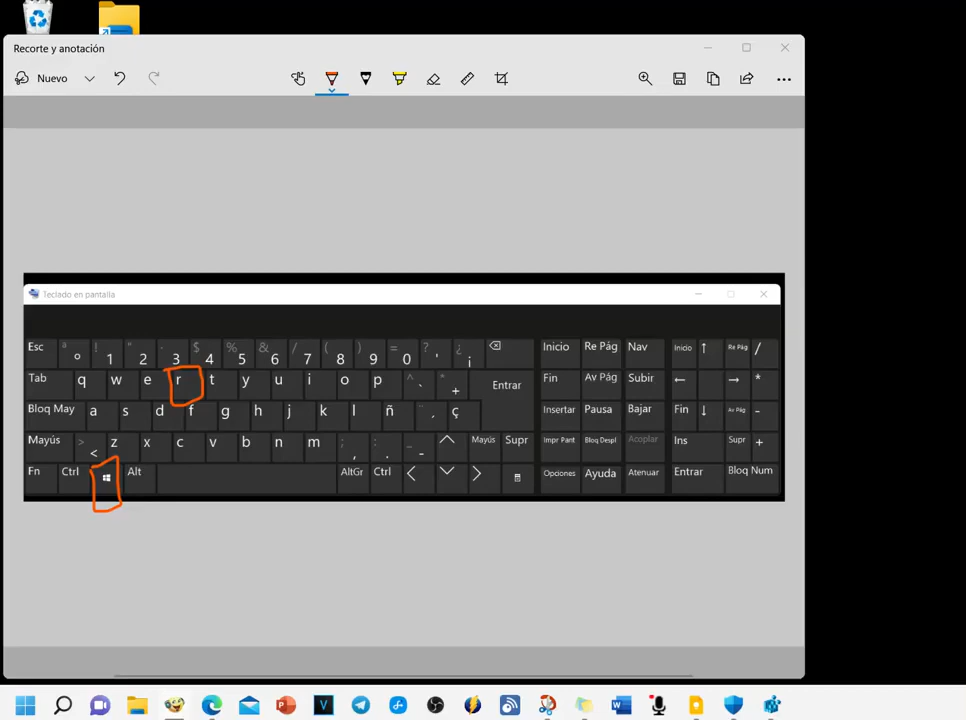 Recorte y anotación
Nuevo
Teclado en pantalla
Esc ª º ! 1 " 2 · 3 $ 4 % 5 & 6 / 7 ( 8 ) 9 = 0 ? ' ¿ ¡ Inicio Re Pág Nav Inicio ↑ Re Pág /
Tab q w e r t y u i o p ^ ` * + Entrar Fin Av Pág Subir ← → *
Bloq May a s d f g h j k l ñ ¨ ´ ç Insertar Pausa Bajar Fin ↓ Av Pág -
Mayús > < z x c v b n m ; , : . _ - Mayús Supr Impr Pant Bloq Despl Acoplar Ins Supr +
Fn Ctrl Alt AltGr Ctrl Opciones Ayuda Atenuar Entrar Bloq Num